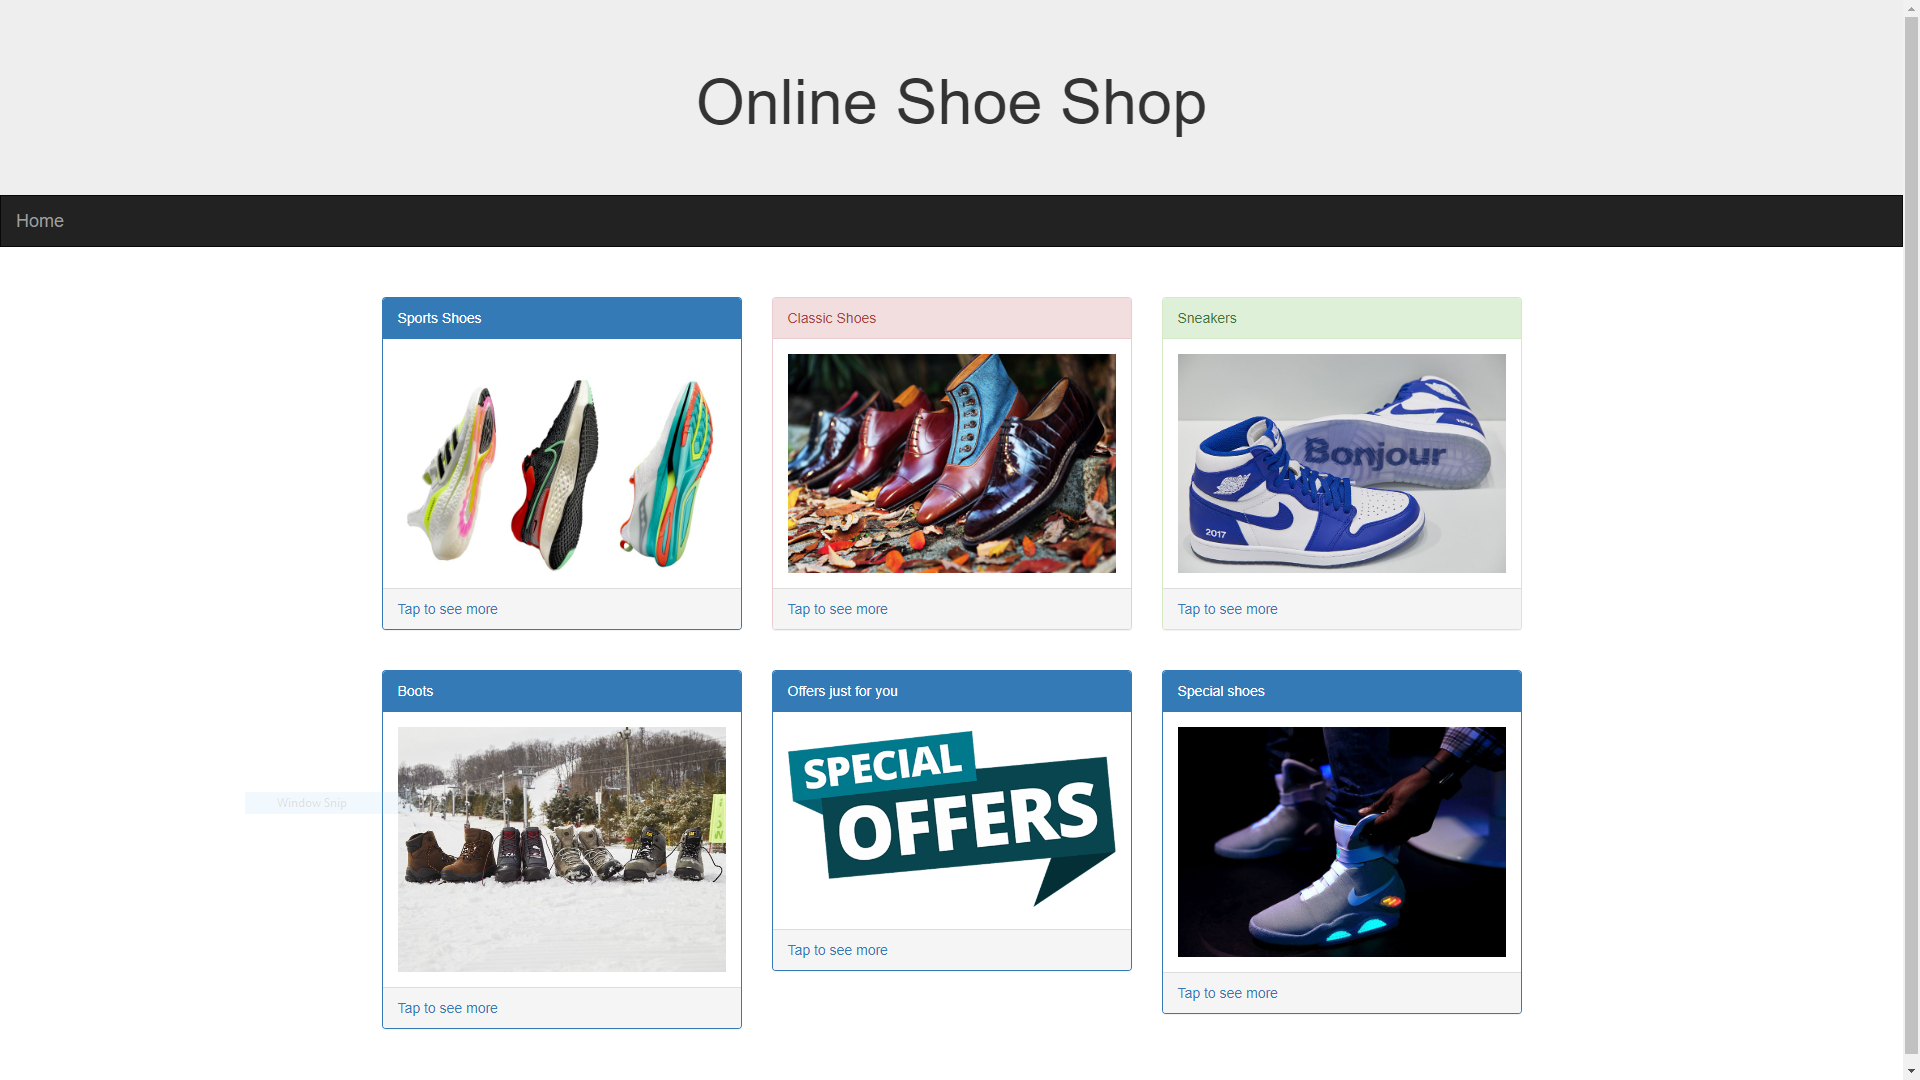 Online Shoe Shop
Home
Sports Shoes
Classic Shoes
Sneakers
Bonjour
2017
Tap to see more
Tap to see more
Tap to see more
Boots
Offers just for you
Special shoes
SPECIAL
OFFERS
Window Snip
Tap to see more
Tap to see more
Tap to see more